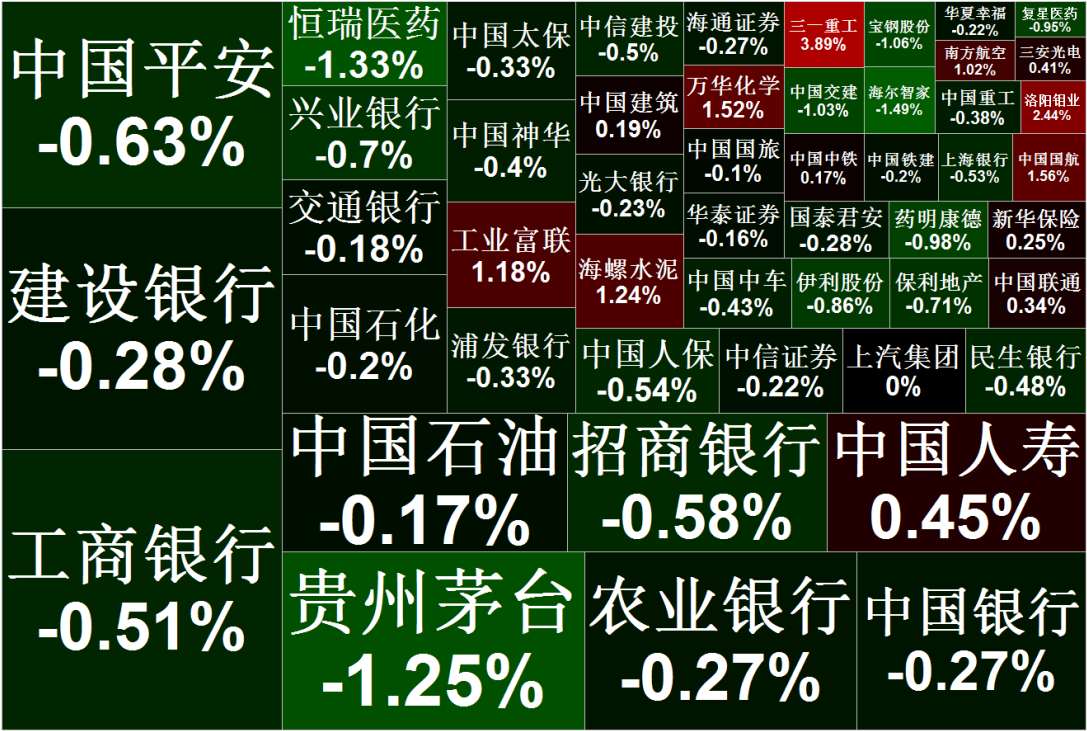 中国平安
-0.63%
建设银行
-0.28%
工商银行
-0.51%
恒瑞医药
-1.33%
兴业银行
-0.7%
交通银行
-0.18%
中国石化
-0.2%
中国太保
-0.33%
中国神华
-0.4%
工业富联
1.18%
浦发银行
-0.33%
中信建投
-0.5%
中国建筑
0.19%
光大银行
-0.23%
海螺水泥
1.24%
海通证券
-0.27%
万华化学
1.52%
中国国旅
-0.1%
华泰证券
-0.16%
中国中车
-0.43%
三一重工
3.89%
宝钢股份
-1.06%
华夏幸福
-0.22%
复星医药
-0.95%
南方航空
1.02%
三安光电
0.41%
中国交建
-1.03%
海尔智家
-1.49%
中国重工
-0.38%
洛阳钼业
2.44%
中国中铁
0.17%
中国铁建
-0.2%
上海银行
-0.53%
中国国航
1.56%
国泰君安
-0.28%
药明康德
-0.98%
新华保险
0.25%
伊利股份
-0.86%
保利地产
-0.71%
中国联通
0.34%
中国人保
-0.54%
中信证券
-0.22%
上汽集团
0%
民生银行
-0.48%
中国石油
-0.17%
招商银行
-0.58%
中国人寿
0.45%
贵州茅台
-1.25%
农业银行
-0.27%
中国银行
-0.27%